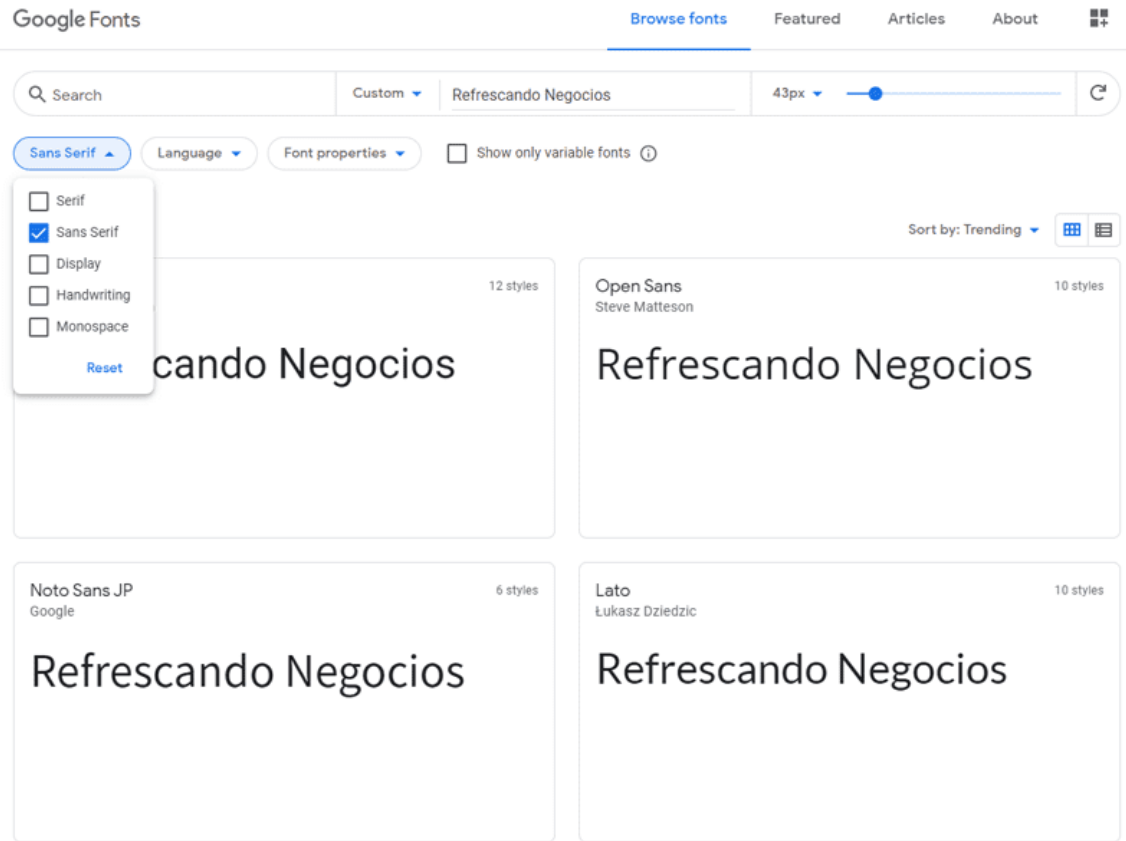 Google Fonts
Browse fonts
Featured
Articles
About
Search
Custom
Refrescando Negocios
43px
Sans Serif
Language
Font properties
Show only variable fonts
Serif
Sans Serif
Display
Handwriting
Monospace
Reset
Sort by: Trending
12 styles
cando Negocios
Open Sans
10 styles
Steve Matteson
Refrescando Negocios
Noto Sans JP
6 styles
Google
Refrescando Negocios
Lato
10 styles
Łukasz Dziedzic
Refrescando Negocios